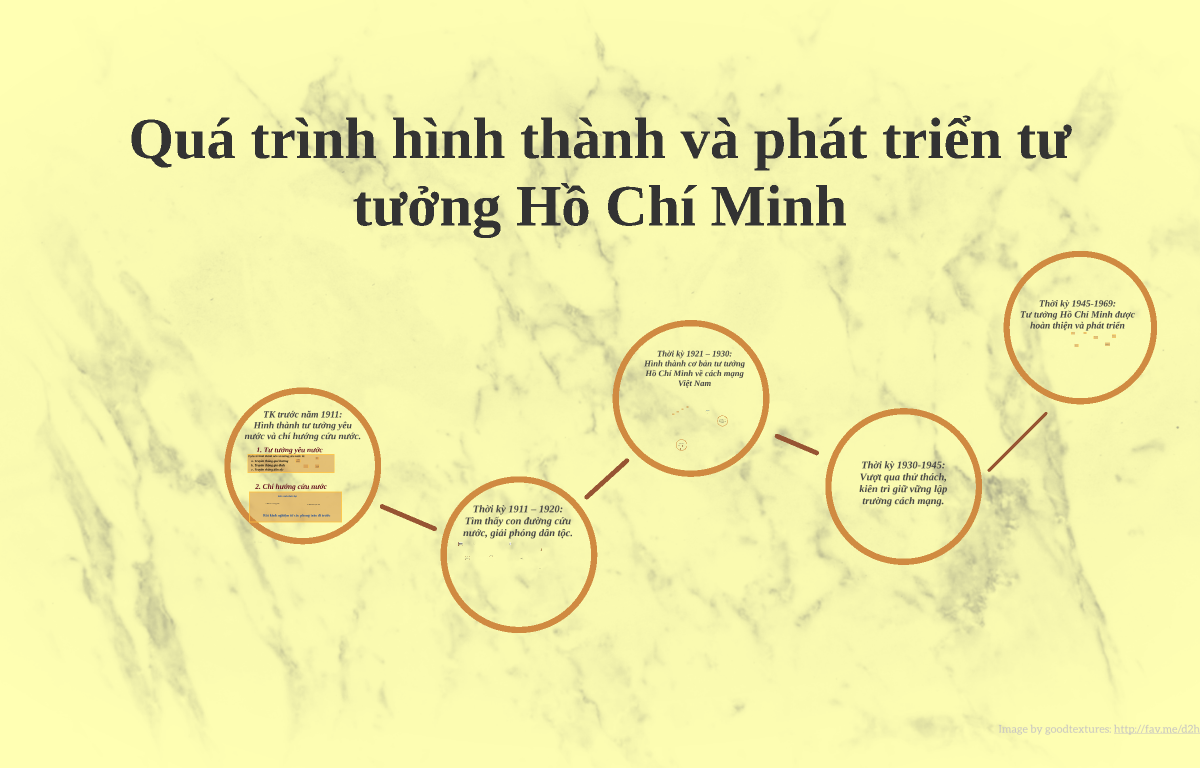 Quá trình hình thành và phát triển tư
tưởng Hồ Chí Minh
TK trước năm 1911:
Hình thành tư tưởng yêu
nước và chí hướng cứu nước.
1. Tư tưởng yêu nước
2. Chí hướng cứu nước
Thời kỳ 1911 – 1920:
Tìm thấy con đường cứu
nước, giải phóng dân tộc.
Thời kỳ 1921 – 1930:
Hình thành cơ bản tư tưởng
Hồ Chí Minh về cách mạng
Việt Nam
Thời kỳ 1930-1945:
Vượt qua thử thách,
kiên trì giữ vững lập
trường cách mạng.
Thời kỳ 1945-1969:
Tư tưởng Hồ Chí Minh được
hoàn thiện và phát triển
Image by goodtextures: http://fav.me/d2h